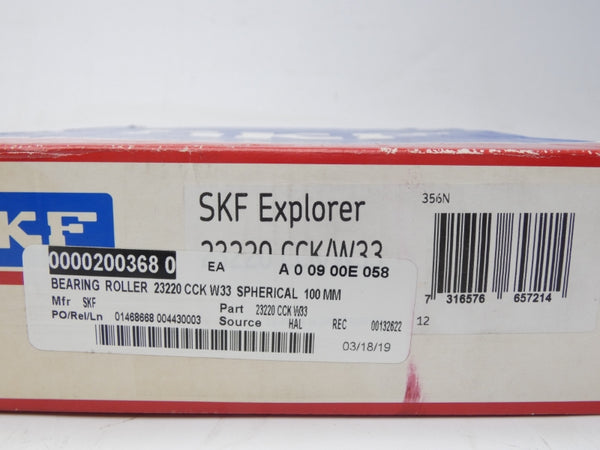 SKF Explorer
356N
KF
23220 CCK/W33
0000200368 0 EA A 0 09 00E 058
BEARING ROLLER 23220 CCK W33 SPHERICAL 100 MM
Mfr SKF Part 23220 CCK W33
PO/Rel/Ln 01468668 004430003 Source HAL REC 00132622
03/18/19
7 316576 657214
12